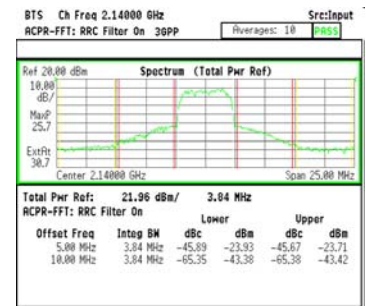 BTS Ch Freq 2.14000 GHz Src:Input
ACPR-FFT: RRC Filter On 3GPP Averages: 10 PASS
Ref 20.00 dBm Spectrum (Total Pwr Ref)
10.00
dB/
MaxP
25.7
ExtAt
30.7
Center 2.14000 GHz Span 25.00 MHz
Total Pwr Ref: 21.96 dBm/ 3.84 MHz
ACPR-FFT: RRC Filter On
Lower Upper
Offset Freq Integ BW dBc dBm dBc dBm
5.00 MHz 3.84 MHz -45.89 -23.93 -45.67 -23.71
10.00 MHz 3.84 MHz -65.35 -43.38 -65.38 -43.42